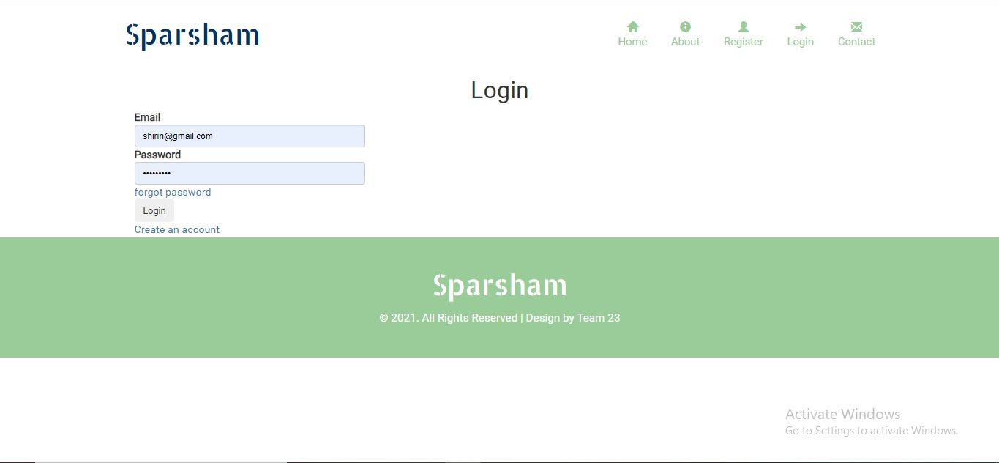 Sparsham
Home About Register Login Contact
Login
Email
shirin@gmail.com
Password
•••••••••
forgot password
Login
Create an account
Sparsham
© 2021. All Rights Reserved | Design by Team 23
Activate Windows
Go to Settings to activate Windows.